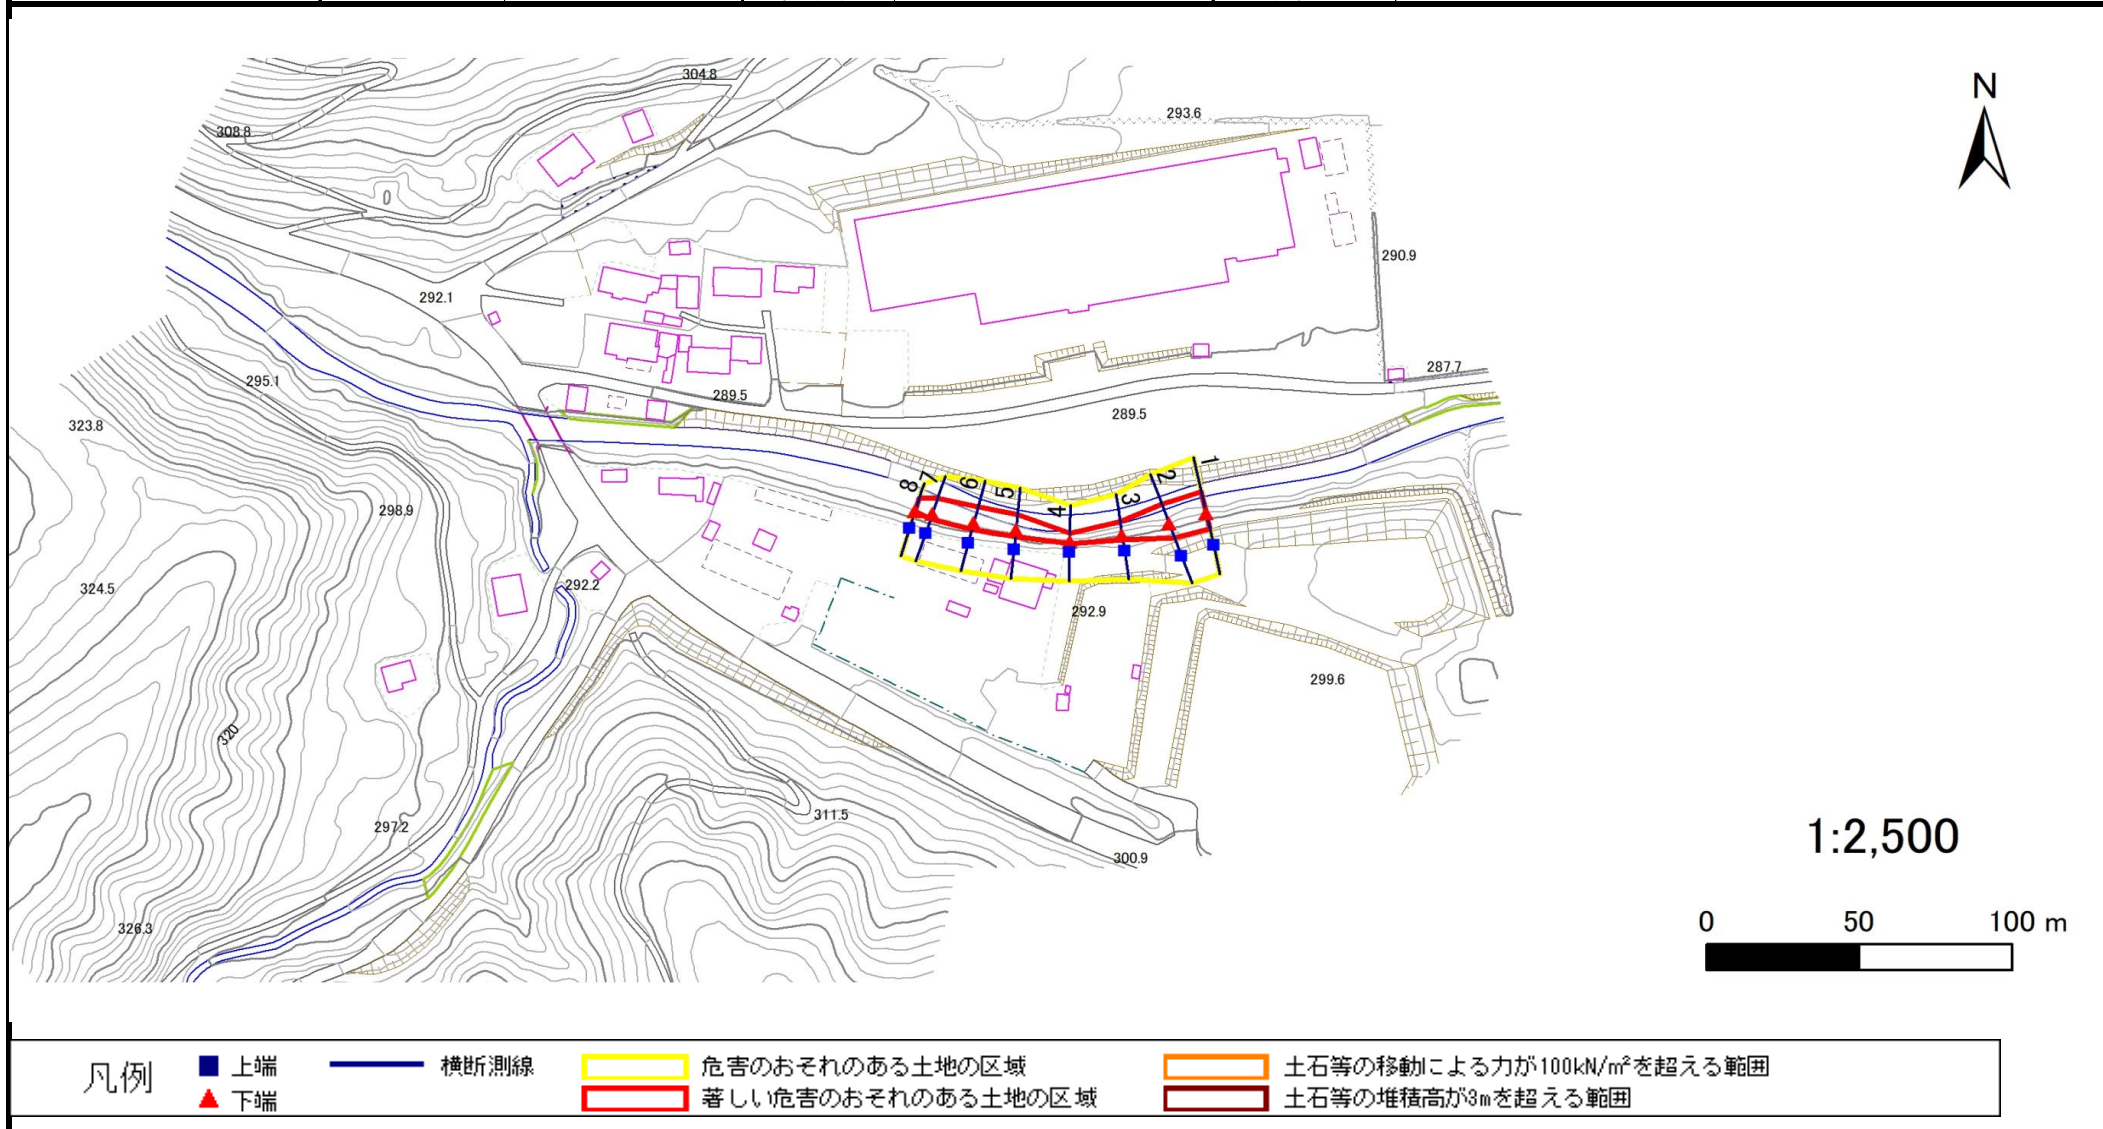 304.8
N
293.6
308.8
290.9
292.1
287.7
295.1
289.5
289.5
323.8
1
2
3
4
5
6
7
8
298.9
324.5
292.2
292.9
299.6
320
311.5
1:2,500
297.2
300.9
0 50 100 m
326.3
凡例
上端
下端
横断測線
危害のおそれのある土地の区域
著しい危害のおそれのある土地の区域
土石等の移動による力が100kN/㎡を超える範囲
土石等の堆積高が3mを超える範囲